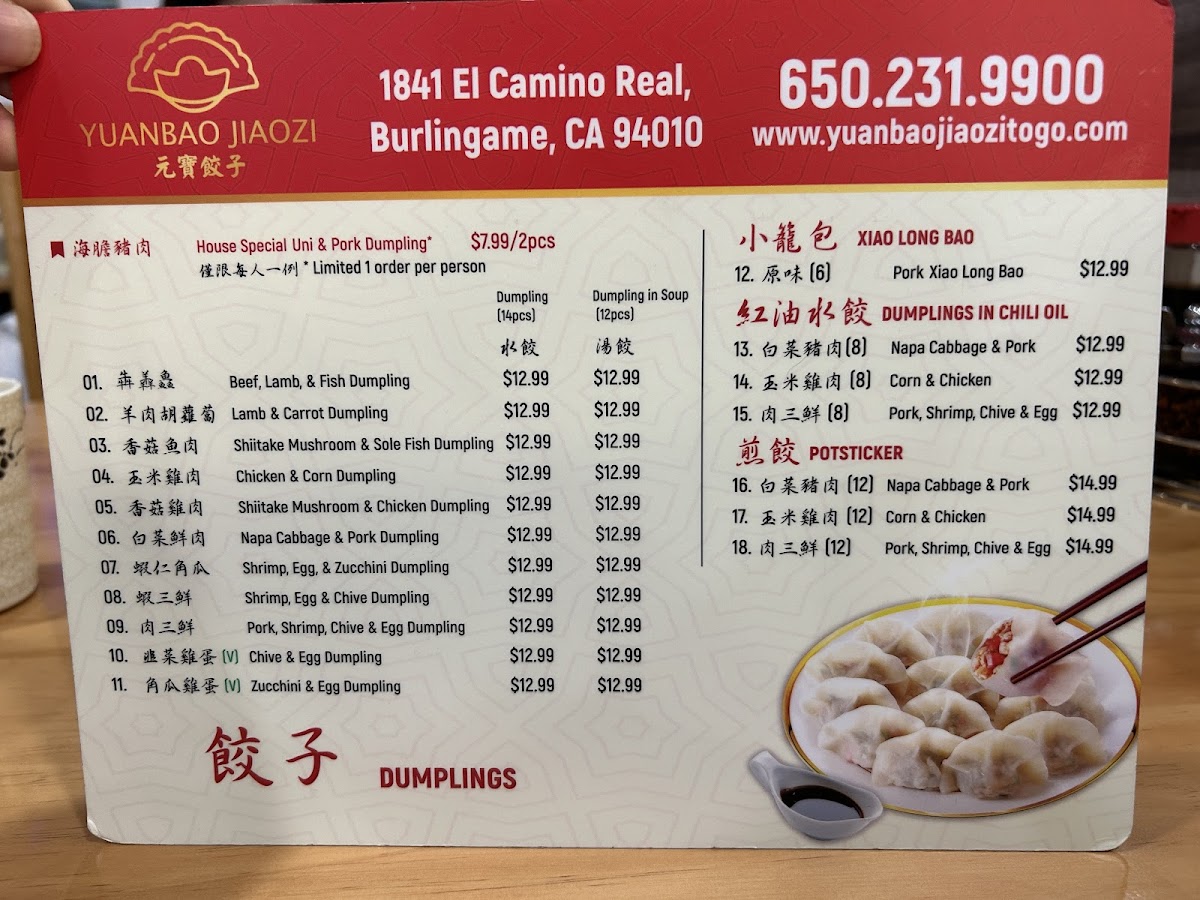 YUANBAO JIAOZI
元寶餃子
1841 El Camino Real,
Burlingame, CA 94010
650.231.9900
www.yuanbaojiaozitogo.com
海膽豬肉 House Special Uni & Pork Dumpling* $7.99/2pcs
僅限每人一例 * Limited 1 order per person
Dumpling Dumpling in Soup
(14pcs) (12pcs)
水餃 湯餃
01. 犇羴鱻 Beef, Lamb, & Fish Dumpling $12.99 $12.99
02. 羊肉胡蘿蔔 Lamb & Carrot Dumpling $12.99 $12.99
03. 香菇魚肉 Shiitake Mushroom & Sole Fish Dumpling $12.99 $12.99
04. 玉米雞肉 Chicken & Corn Dumpling $12.99 $12.99
05. 香菇雞肉 Shiitake Mushroom & Chicken Dumpling $12.99 $12.99
06. 白菜鮮肉 Napa Cabbage & Pork Dumpling $12.99 $12.99
07. 蝦仁角瓜 Shrimp, Egg, & Zucchini Dumpling $12.99 $12.99
08. 蝦三鮮 Shrimp, Egg & Chive Dumpling $12.99 $12.99
09. 肉三鮮 Pork, Shrimp, Chive & Egg Dumpling $12.99 $12.99
10. 韭菜雞蛋 (V) Chive & Egg Dumpling $12.99 $12.99
11. 角瓜雞蛋 (V) Zucchini & Egg Dumpling $12.99 $12.99
餃子 DUMPLINGS
小籠包 XIAO LONG BAO
12. 原味 (6) Pork Xiao Long Bao $12.99
紅油水餃 DUMPLINGS IN CHILI OIL
13. 白菜豬肉 (8) Napa Cabbage & Pork $12.99
14. 玉米雞肉 (8) Corn & Chicken $12.99
15. 肉三鮮 (8) Pork, Shrimp, Chive & Egg $12.99
煎餃 POTSTICKER
16. 白菜豬肉 (12) Napa Cabbage & Pork $14.99
17. 玉米雞肉 (12) Corn & Chicken $14.99
18. 肉三鮮 (12) Pork, Shrimp, Chive & Egg $14.99